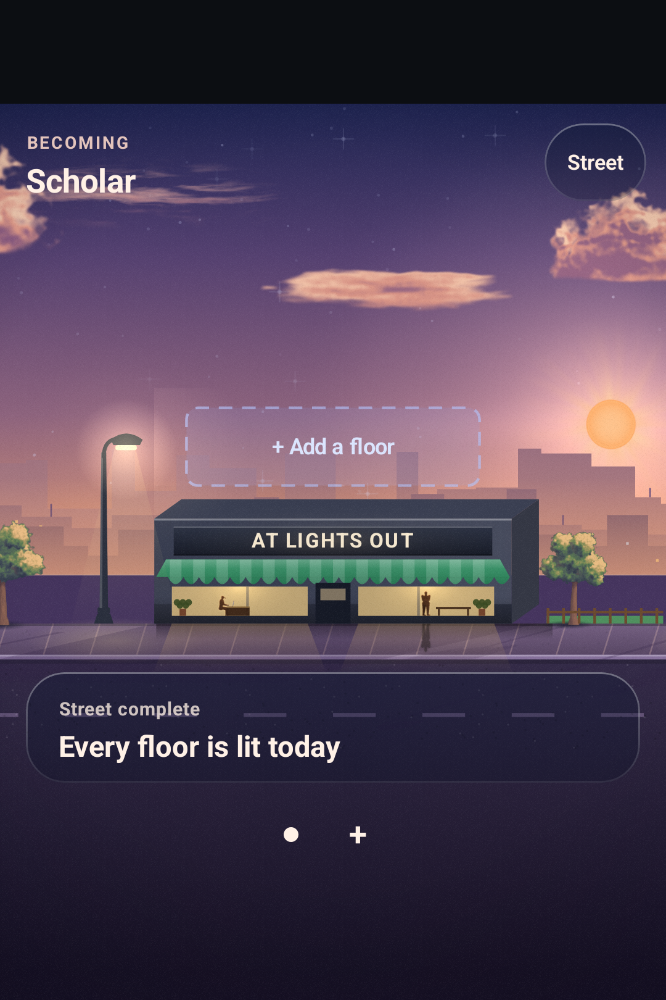 BECOMING
Scholar
Street
+ Add a floor
AT LIGHTS OUT
Street complete
Every floor is lit today
+